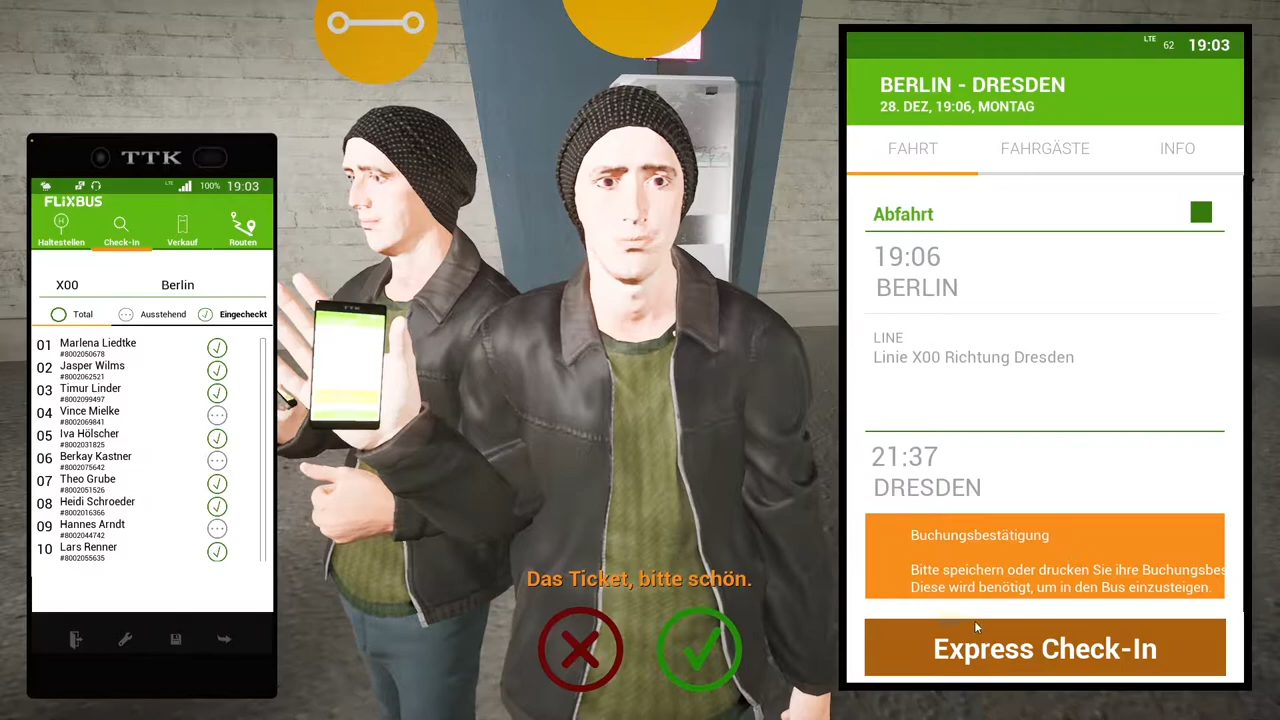 TTK
LTE
100%
19:03
FLiXBUS
Haltestellen
Check-In
Verkauf
Routen
X00
Berlin
Total
Ausstehend
Eingecheckt
01
Marlena Liedtke
#8002050678
02
Jasper Wilms
#8002062521
03
Timur Linder
#8002099497
04
Vince Mielke
#8002069841
05
Iva Hölscher
#8002031825
06
Berkay Kastner
#8002075642
07
Theo Grube
#8002051526
08
Heidi Schroeder
#8002016366
09
Hannes Arndt
#8002044742
10
Lars Renner
#8002055635
TTK
Das Ticket, bitte schön.
LTE
62
19:03
BERLIN - DRESDEN
28. DEZ, 19:06, MONTAG
FAHRT
FAHRGÄSTE
INFO
Abfahrt
19:06
BERLIN
LINE
Linie X00 Richtung Dresden
21:37
DRESDEN
Buchungsbestätigung
Bitte speichern oder drucken Sie ihre Buchungsbes
Diese wird benötigt, um in den Bus einzusteigen.
Express Check-In